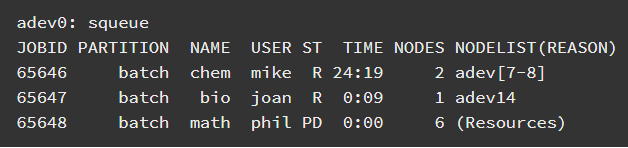 adev0: squeue
JOBID PARTITION NAME USER ST TIME NODES NODELIST(REASON)
65646 batch chem mike R 24:19 2 adev[7-8]
65647 batch bio joan R 0:09 1 adev14
65648 batch math phil PD 0:00 6 (Resources)